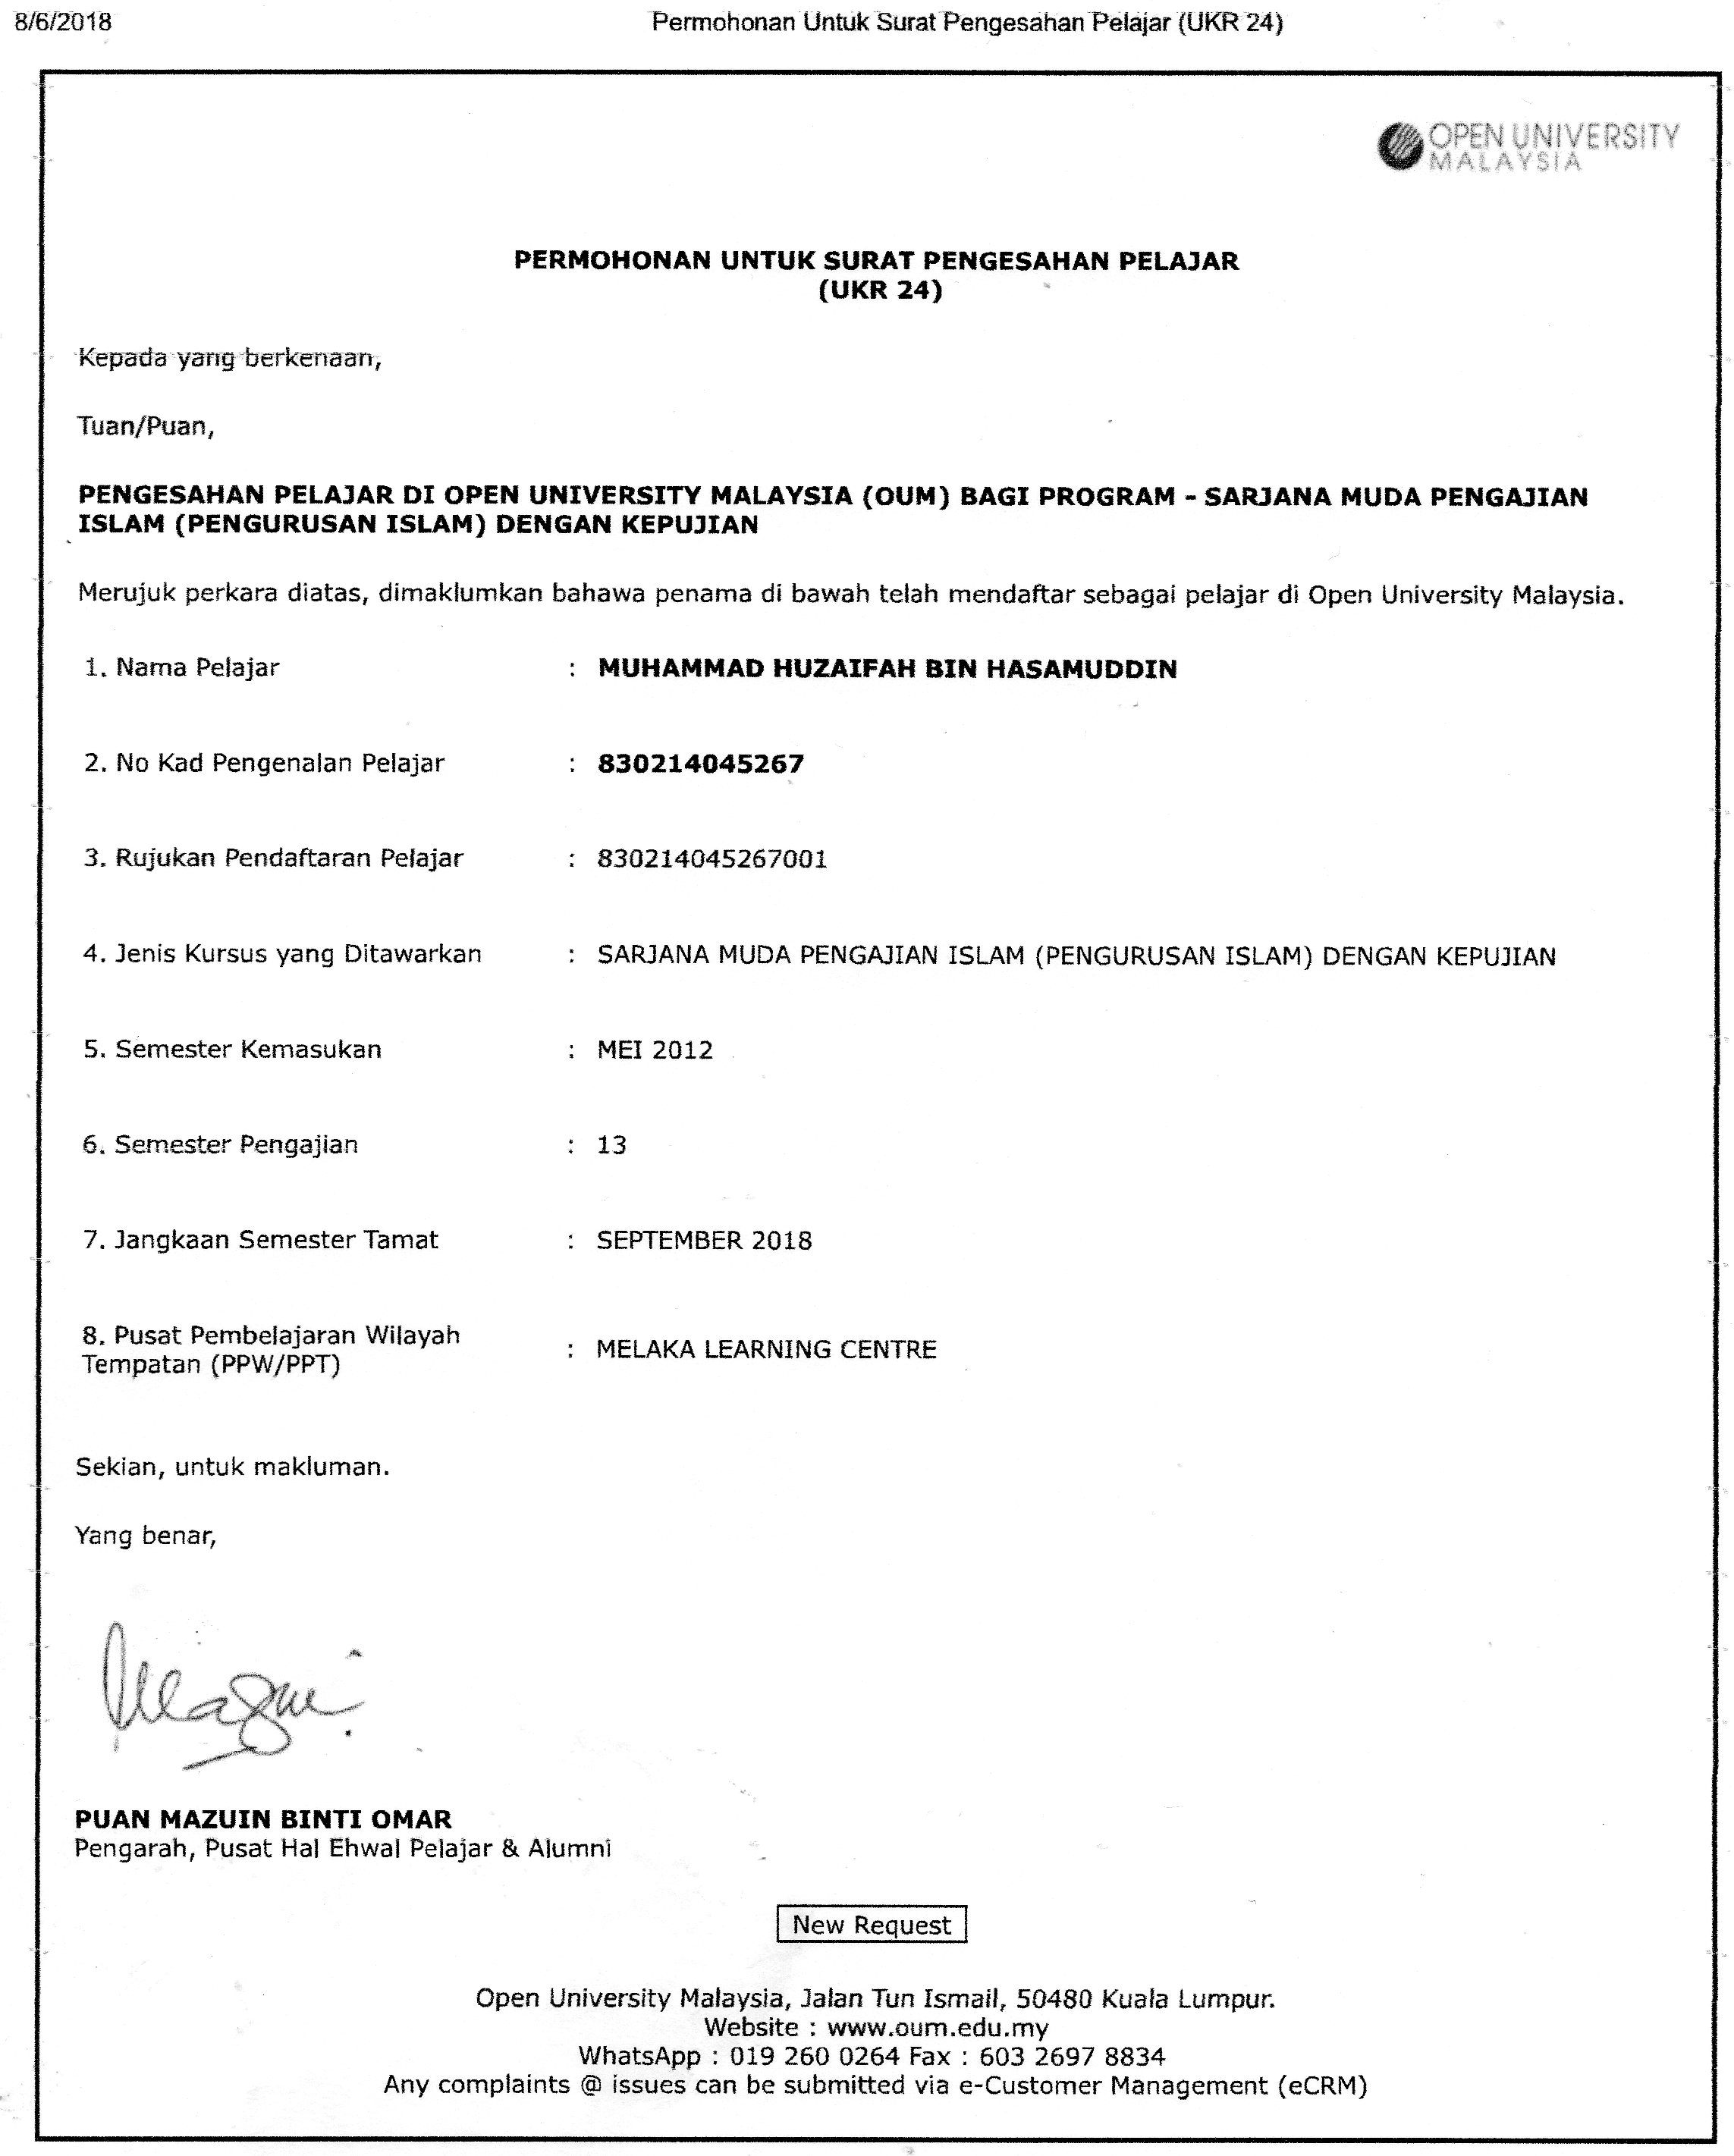 8/6/2018 Permohonan Untuk Surat Pengesahan Pelajar (UKR 24)
OPEN UNIVERSITY
MALAYSIA
PERMOHONAN UNTUK SURAT PENGESAHAN PELAJAR
(UKR 24)
Kepada yang berkenaan,
Tuan/Puan,
PENGESAHAN PELAJAR DI OPEN UNIVERSITY MALAYSIA (OUM) BAGI PROGRAM - SARJANA MUDA PENGAJIAN
ISLAM (PENGURUSAN ISLAM) DENGAN KEPUJIAN
Merujuk perkara diatas, dimaklumkan bahawa penama di bawah telah mendaftar sebagai pelajar di Open University Malaysia.
1. Nama Pelajar : MUHAMMAD HUZAIFAH BIN HASAMUDDIN
2. No Kad Pengenalan Pelajar : 830214045267
3. Rujukan Pendaftaran Pelajar : 830214045267001
4. Jenis Kursus yang Ditawarkan : SARJANA MUDA PENGAJIAN ISLAM (PENGURUSAN ISLAM) DENGAN KEPUJIAN
5. Semester Kemasukan : MEI 2012
6. Semester Pengajian : 13
7. Jangkaan Semester Tamat : SEPTEMBER 2018
8. Pusat Pembelajaran Wilayah
Tempatan (PPW/PPT) : MELAKA LEARNING CENTRE
Sekian, untuk makluman.
Yang benar,
PUAN MAZUIN BINTI OMAR
Pengarah, Pusat Hal Ehwal Pelajar & Alumni
New Request
Open University Malaysia, Jalan Tun Ismail, 50480 Kuala Lumpur.
Website : www.oum.edu.my
WhatsApp : 019 260 0264 Fax : 603 2697 8834
Any complaints @ issues can be submitted via e-Customer Management (eCRM)